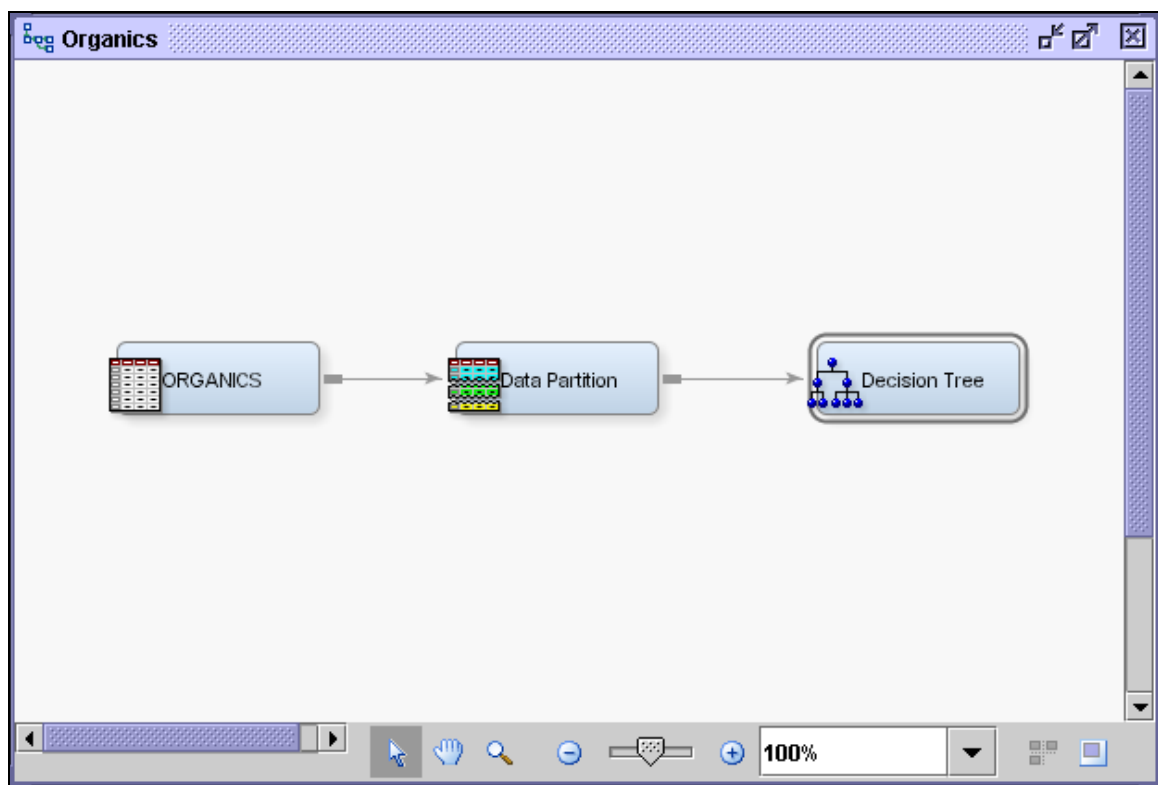 Organics
ORGANICS
Data Partition
Decision Tree
100%